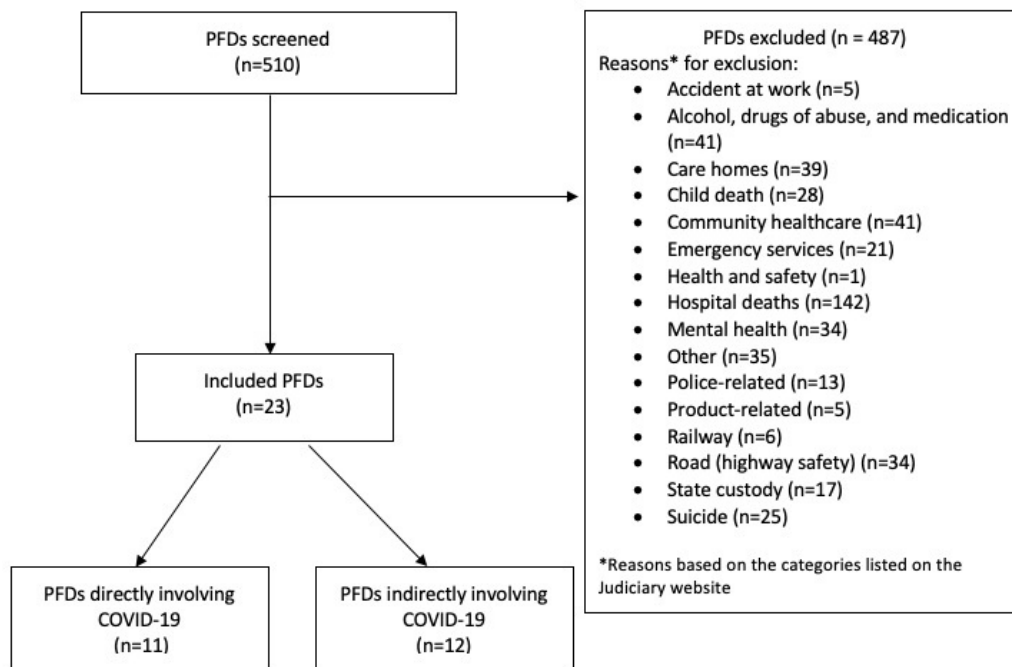 PFDs screened
(n=510)
PFDs excluded (n = 487)
Reasons* for exclusion:
• Accident at work (n=5)
• Alcohol, drugs of abuse, and medication
(n=41)
• Care homes (n=39)
• Child death (n=28)
• Community healthcare (n=41)
• Emergency services (n=21)
• Health and safety (n=1)
• Hospital deaths (n=142)
• Mental health (n=34)
• Other (n=35)
• Police-related (n=13)
• Product-related (n=5)
• Railway (n=6)
• Road (highway safety) (n=34)
• State custody (n=17)
• Suicide (n=25)
*Reasons based on the categories listed on the
Judiciary website
Included PFDs
(n=23)
PFDs directly involving
COVID-19
(n=11)
PFDs indirectly involving
COVID-19
(n=12)